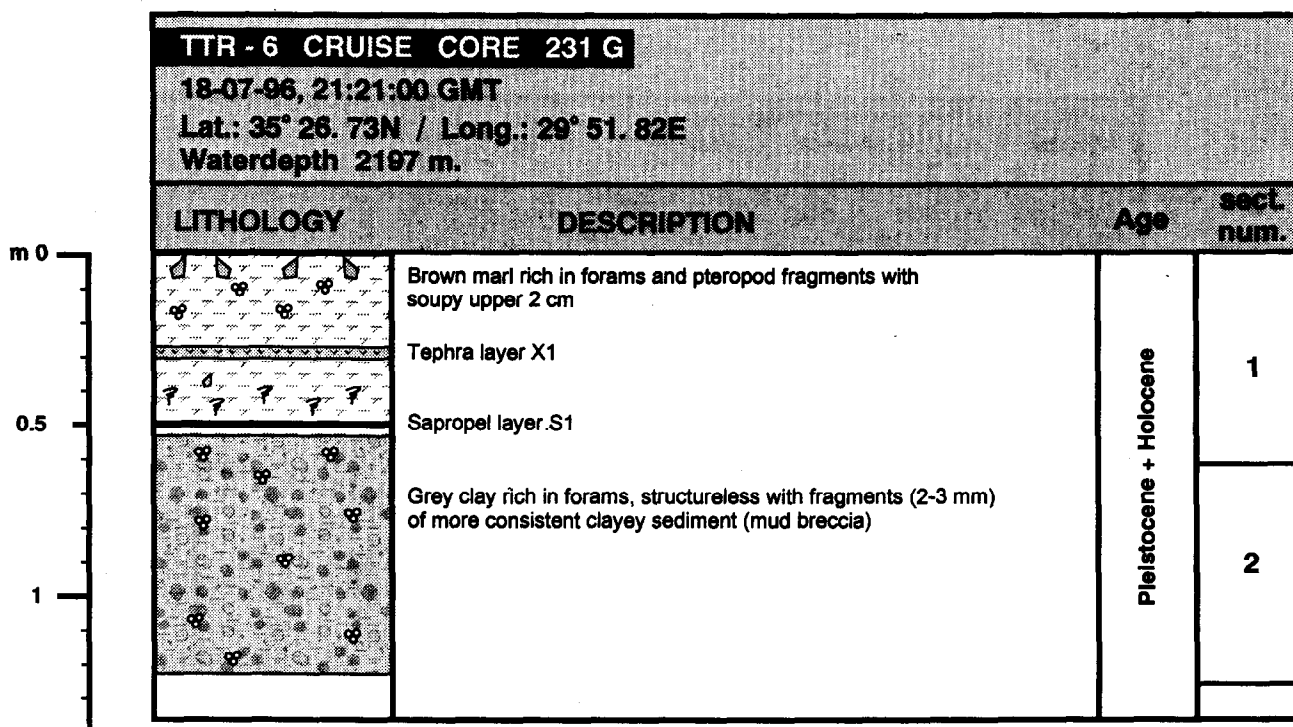 TTR - 6 CRUISE CORE 231 G
18-07-96, 21:21:00 GMT
Lat.: 35° 26. 73N / Long.: 29° 51. 82E
Waterdepth 2197 m.
LITHOLOGY DESCRIPTION Age sect. num.
m 0
Brown marl rich in forams and pteropod fragments with
soupy upper 2 cm
Tephra layer X1
1
0.5
Sapropel layer.S1
Pleistocene + Holocene
Grey clay rich in forams, structureless with fragments (2-3 mm)
of more consistent clayey sediment (mud breccia)
2
1